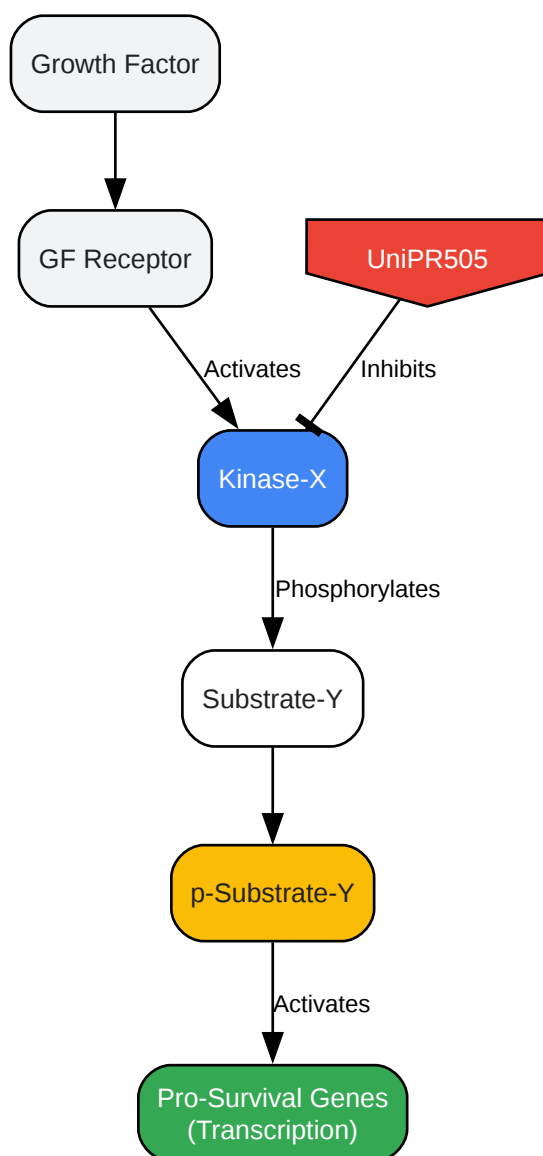 Growth Factor
GF Receptor
UniPR505
Activates
Inhibits
Kinase-X
Phosphorylates
Substrate-Y
p-Substrate-Y
Activates
Pro-Survival Genes
(Transcription)